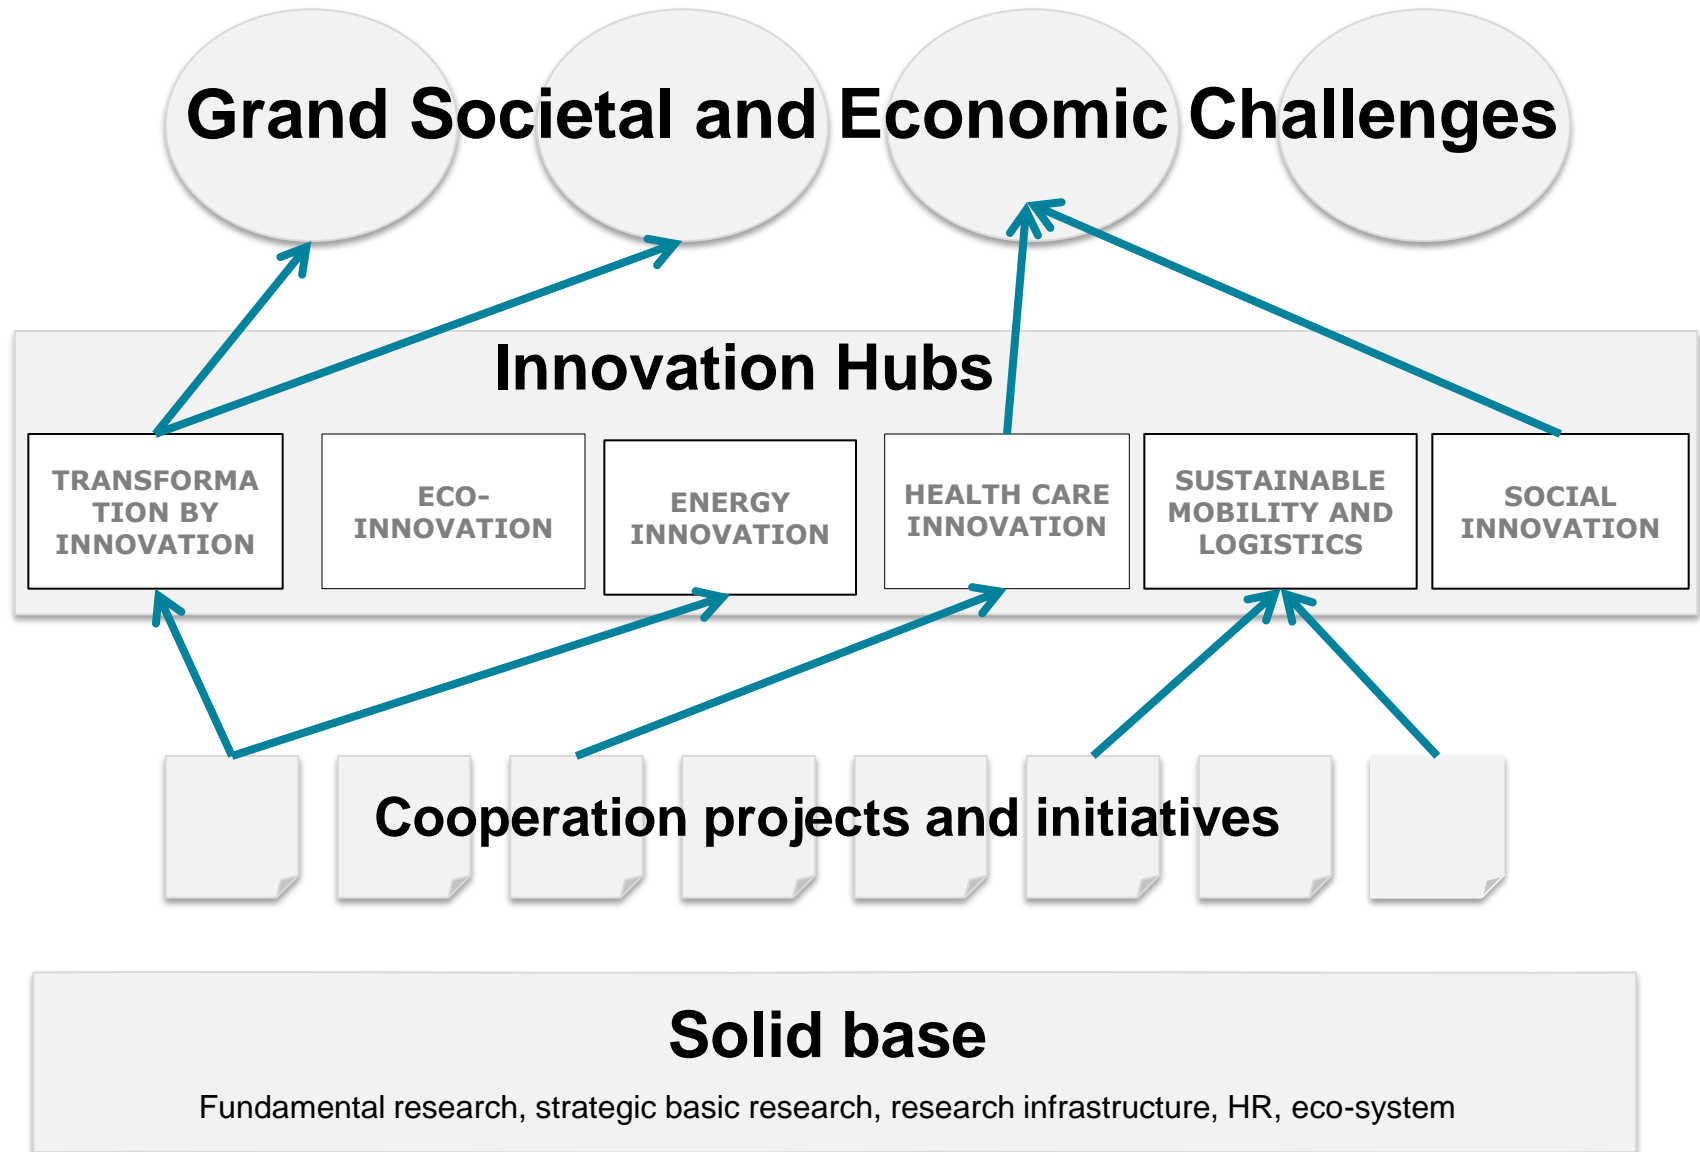 Grand Societal and Economic Challenges
Innovation Hubs
TRANSFORMA
TION BY
INNOVATION
ECO-
INNOVATION
ENERGY
INNOVATION
HEALTH CARE
INNOVATION
SUSTAINABLE
MOBILITY AND
LOGISTICS
SOCIAL
INNOVATION
Cooperation projects and initiatives
Solid base
Fundamental research, strategic basic research, research infrastructure, HR, eco-system